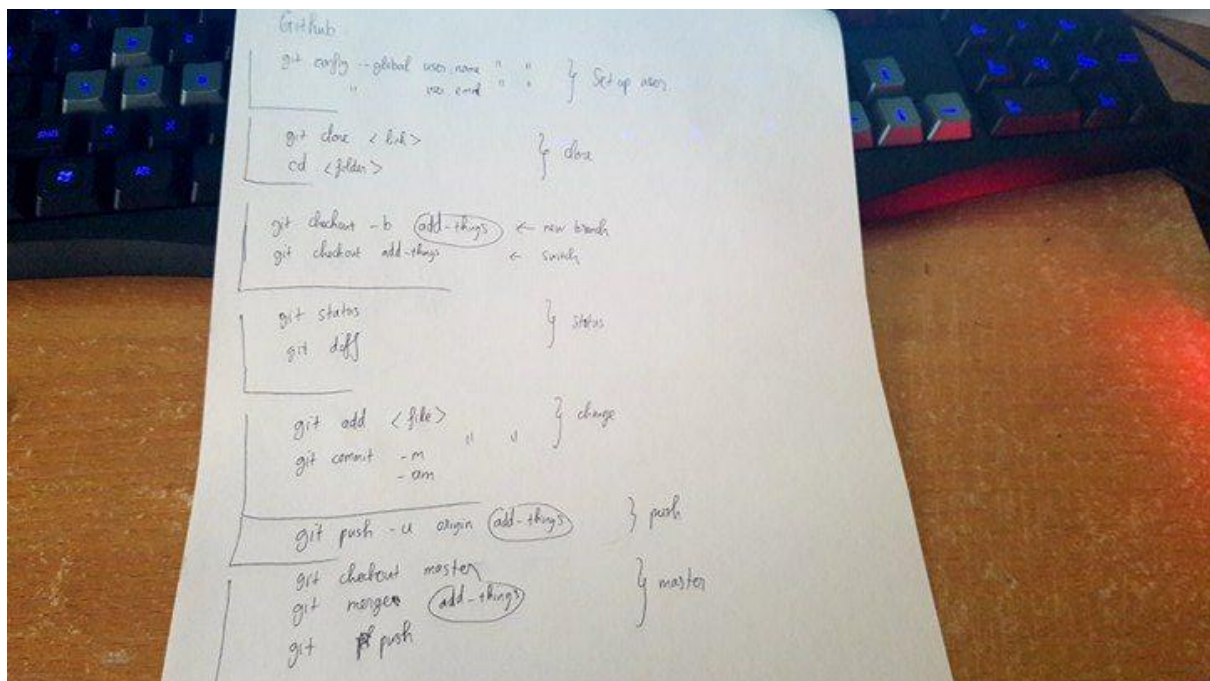 Github
git config --global user.name " " } Set up user
" user.email " "
git clone <link> } clone
cd <folder>
git checkout -b add-things ← new branch
git checkout add-things ← switch
git status } status
git diff
git add <file> } change
git commit -m " "
-am
git push -u origin add-things } push
git checkout master } master
git merge add-things
git push